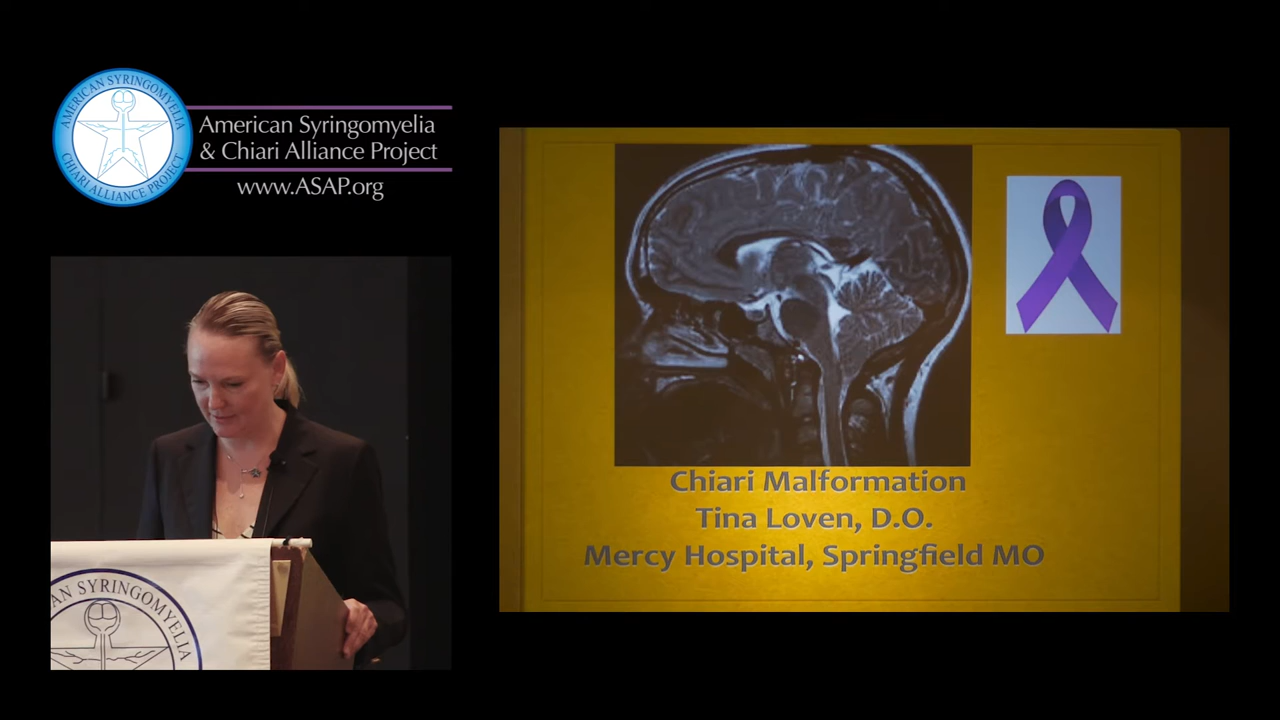 AMERICAN SYRINGOMYELIA
CHIARI ALLIANCE PROJECT
American Syringomyelia
& Chiari Alliance Project
www.ASAP.org
Chiari Malformation
Tina Loven, D.O.
Mercy Hospital, Springfield MO
AN SYRINGOMYELIA